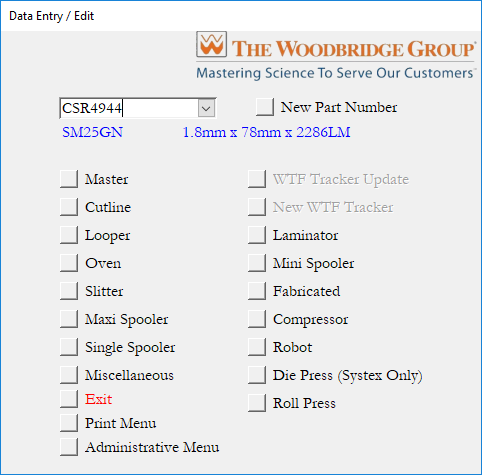 Data Entry / Edit
THE WOODBRIDGE GROUP
Mastering Science To Serve Our Customers™
CSR4944
New Part Number
SM25GN 1.8mm x 78mm x 2286LM
Master
WTF Tracker Update
Cutline
New WTF Tracker
Looper
Laminator
Oven
Mini Spooler
Slitter
Fabricated
Maxi Spooler
Compressor
Single Spooler
Robot
Miscellaneous
Die Press (Systex Only)
Exit
Roll Press
Print Menu
Administrative Menu